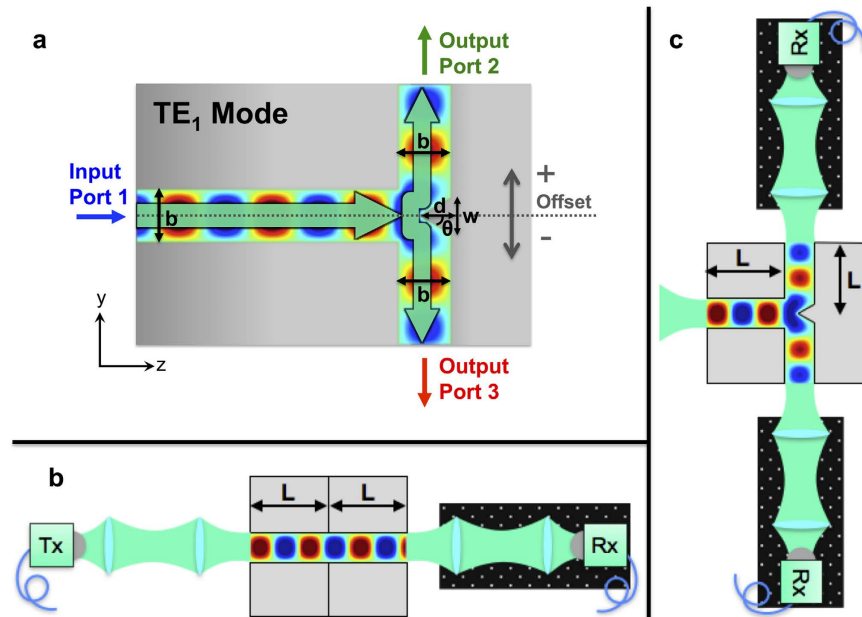 a
TE₁ Mode
Output
Port 2
Input
Port 1
b
b
d
w
θ
b
+
Offset
-
y
z
Output
Port 3
b
L
L
Tx
Rx
c
Rx
L
L
Rx